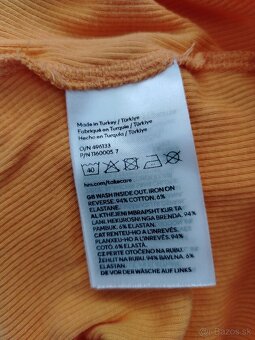 Made in Turkey / Türkiye
Fabriqué en Turquie / Türkiye
Hecho en Turquía / Türkiye
O/N 496133
P/N 1160005.7
40
hm.com/takecare
GB WASH INSIDE OUT. IRON ON
REVERSE. 94% COTTON, 6%
ELASTANE.
AL KTHEJENI MBRAPSHT KUR TA
LANI. HEKUROSNI NGA BRENDA. 94%
PAMBUK, 6% ELASTAN.
CAT RENTEU-HO A L'INREVÉS.
PLANXEU-HO A L'INREVÉS. 94%
COTÓ, 6% ELASTÀ.
CZ PERTE OTOČENÉ NA RUBU.
ŽEHLIT NA RUBU. 94% BAVLNA, 6%
ELASTAN.
DE VOR DER WÄSCHE AUF LINKS
bazos.sk